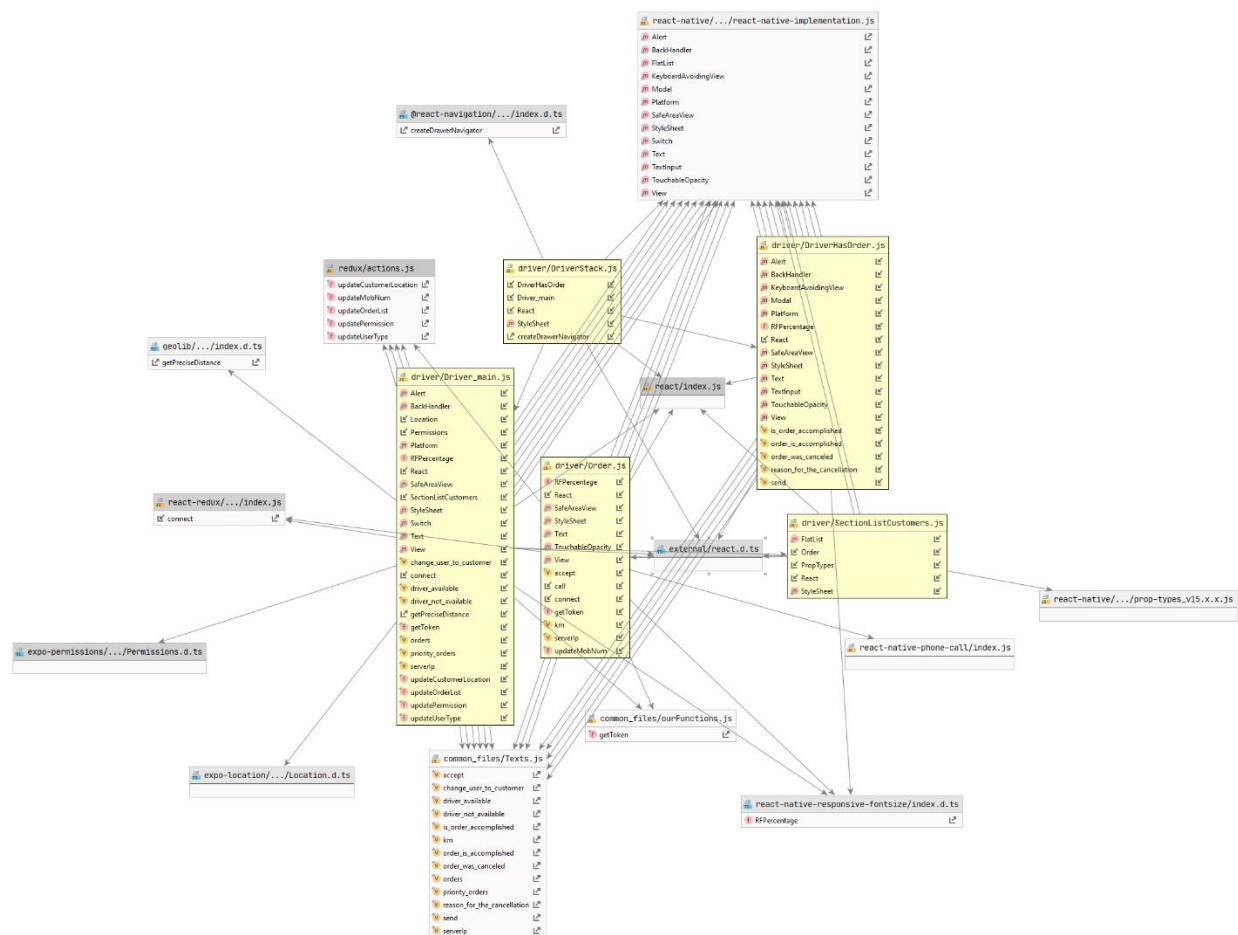 react-native/.../react-native-implementation.js
Alert
BackHandler
FlatList
KeyboardAvoidingView
Modal
Platform
SafeAreaView
StyleSheet
Switch
Text
TextInput
TouchableOpacity
View
@react-navigation/.../index.d.ts
createDrawerNavigator
redux/actions.js
updateCustomerLocation
updateMobNum
updateOrderList
updatePermission
updateUserType
driver/DriverStack.js
DriverHasOrder
Driver_main
React
StyleSheet
createDrawerNavigator
driver/DriverHasOrder.js
Alert
BackHandler
KeyboardAvoidingView
Modal
Platform
RFPercentage
React
SafeAreaView
StyleSheet
Text
TextInput
TouchableOpacity
View
is_order_accomplished
order_is_accomplished
order_was_canceled
reason_for_the_cancellation
send
geolib/.../index.d.ts
getPreciseDistance
driver/Driver_main.js
Alert
BackHandler
Location
Permissions
Platform
RFPercentage
React
SafeAreaView
SectionListCustomers
StyleSheet
Switch
Text
View
change_user_to_customer
connect
driver_available
driver_not_available
getPreciseDistance
getToken
orders
priority_orders
serverIp
updateCustomerLocation
updateOrderList
updatePermission
updateUserType
react/index.js
driver/Order.js
RFPercentage
React
SafeAreaView
StyleSheet
Text
TouchableOpacity
View
accept
call
connect
getToken
km
serverIp
updateMobNum
react-redux/.../index.js
connect
external/react.d.ts
driver/SectionListCustomers.js
FlatList
Order
PropTypes
React
StyleSheet
react-native/.../prop-types_v15.x.x.js
expo-permissions/.../Permissions.d.ts
react-native-phone-call/index.js
common_files/ourFunctions.js
getToken
expo-location/.../Location.d.ts
common_files/Texts.js
accept
change_user_to_customer
driver_available
driver_not_available
is_order_accomplished
km
order_is_accomplished
order_was_canceled
orders
priority_orders
reason_for_the_cancellation
send
serverIp
react-native-responsive-fontsize/index.d.ts
RFPercentage